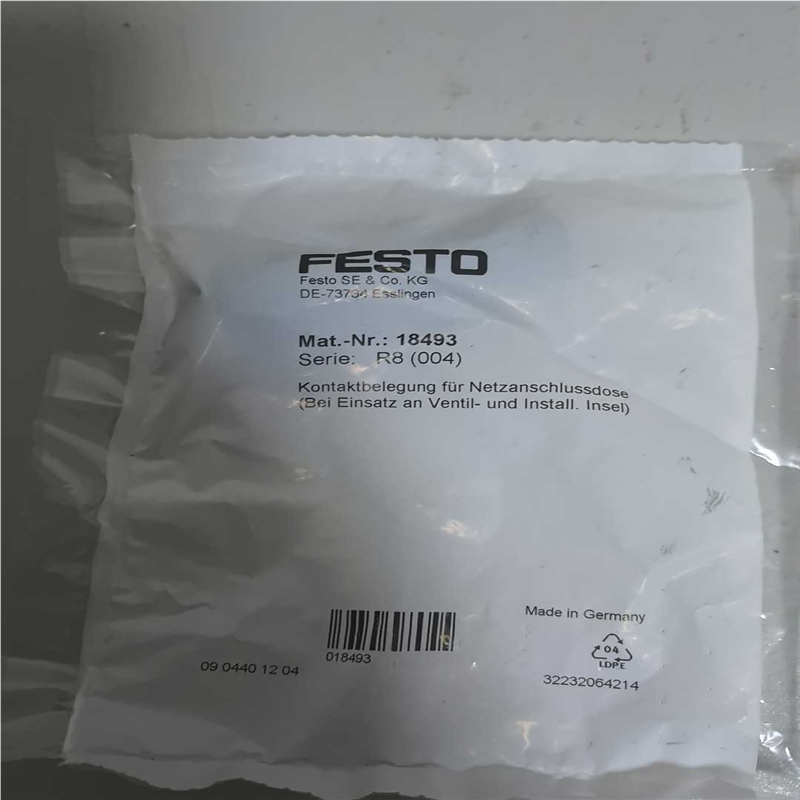 FESTO
Festo SE & Co. KG
DE-73734 Esslingen
Mat.-Nr.: 18493
Serie: R8 (004)
Kontaktbelegung für Netzanschlussdose
(Bei Einsatz an Ventil- und Install. Insel)
Made in Germany
018493
09 0440 12 04
04
LDPE
32232064214